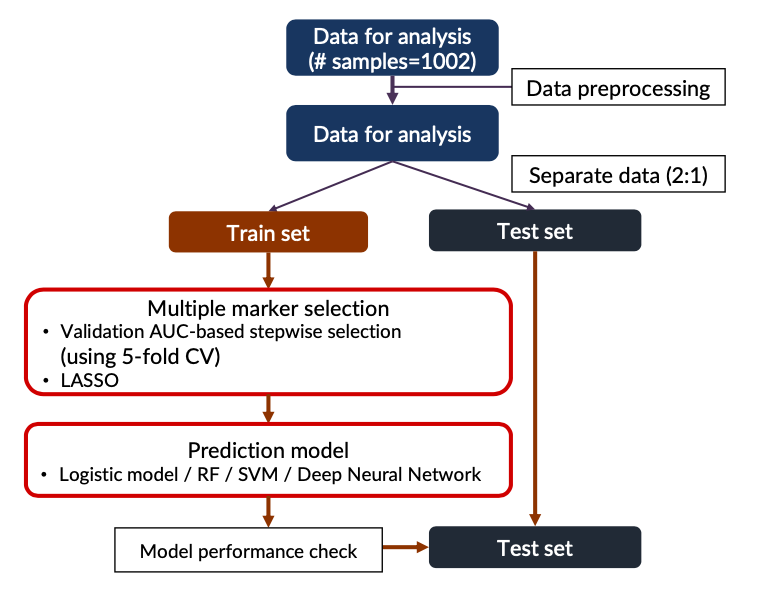 Data for analysis
(# samples=1002)
Data preprocessing
Data for analysis
Separate data (2:1)
Train set
Test set
Multiple marker selection
• Validation AUC-based stepwise selection
(using 5-fold CV)
• LASSO
Prediction model
• Logistic model / RF / SVM / Deep Neural Network
Model performance check
Test set